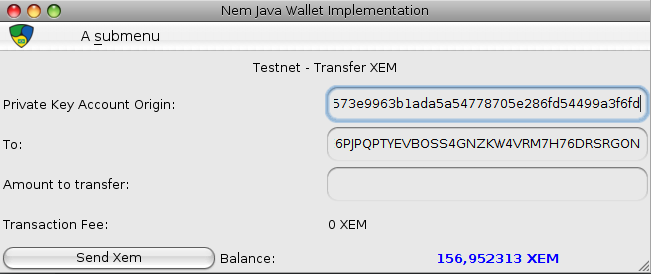 Nem Java Wallet Implementation
A submenu
Testnet - Transfer XEM
Private Key Account Origin: 573e9963b1ada5a54778705e286fd54499a3f6fd
To: 6PJPQPTYEVBOSS4GNZKW4VRM7H76DRSRGON
Amount to transfer:
Transaction Fee: 0 XEM
Send Xem Balance: 156,952313 XEM